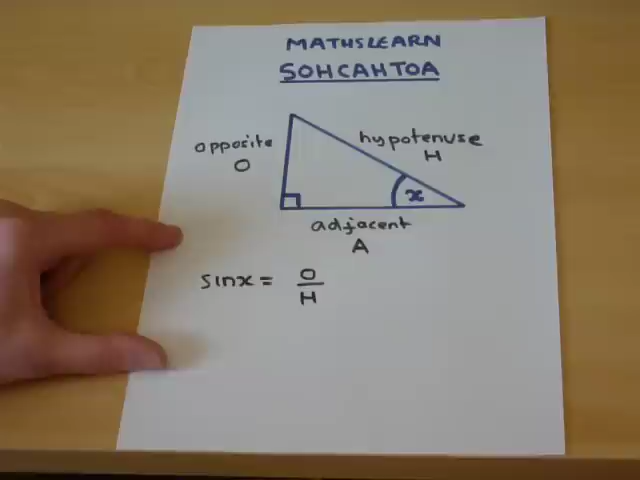 MATHSLEARN
SOHCAHTOA
opposite
O
hypotenuse
H
x
adjacent
A
sinx = O
H